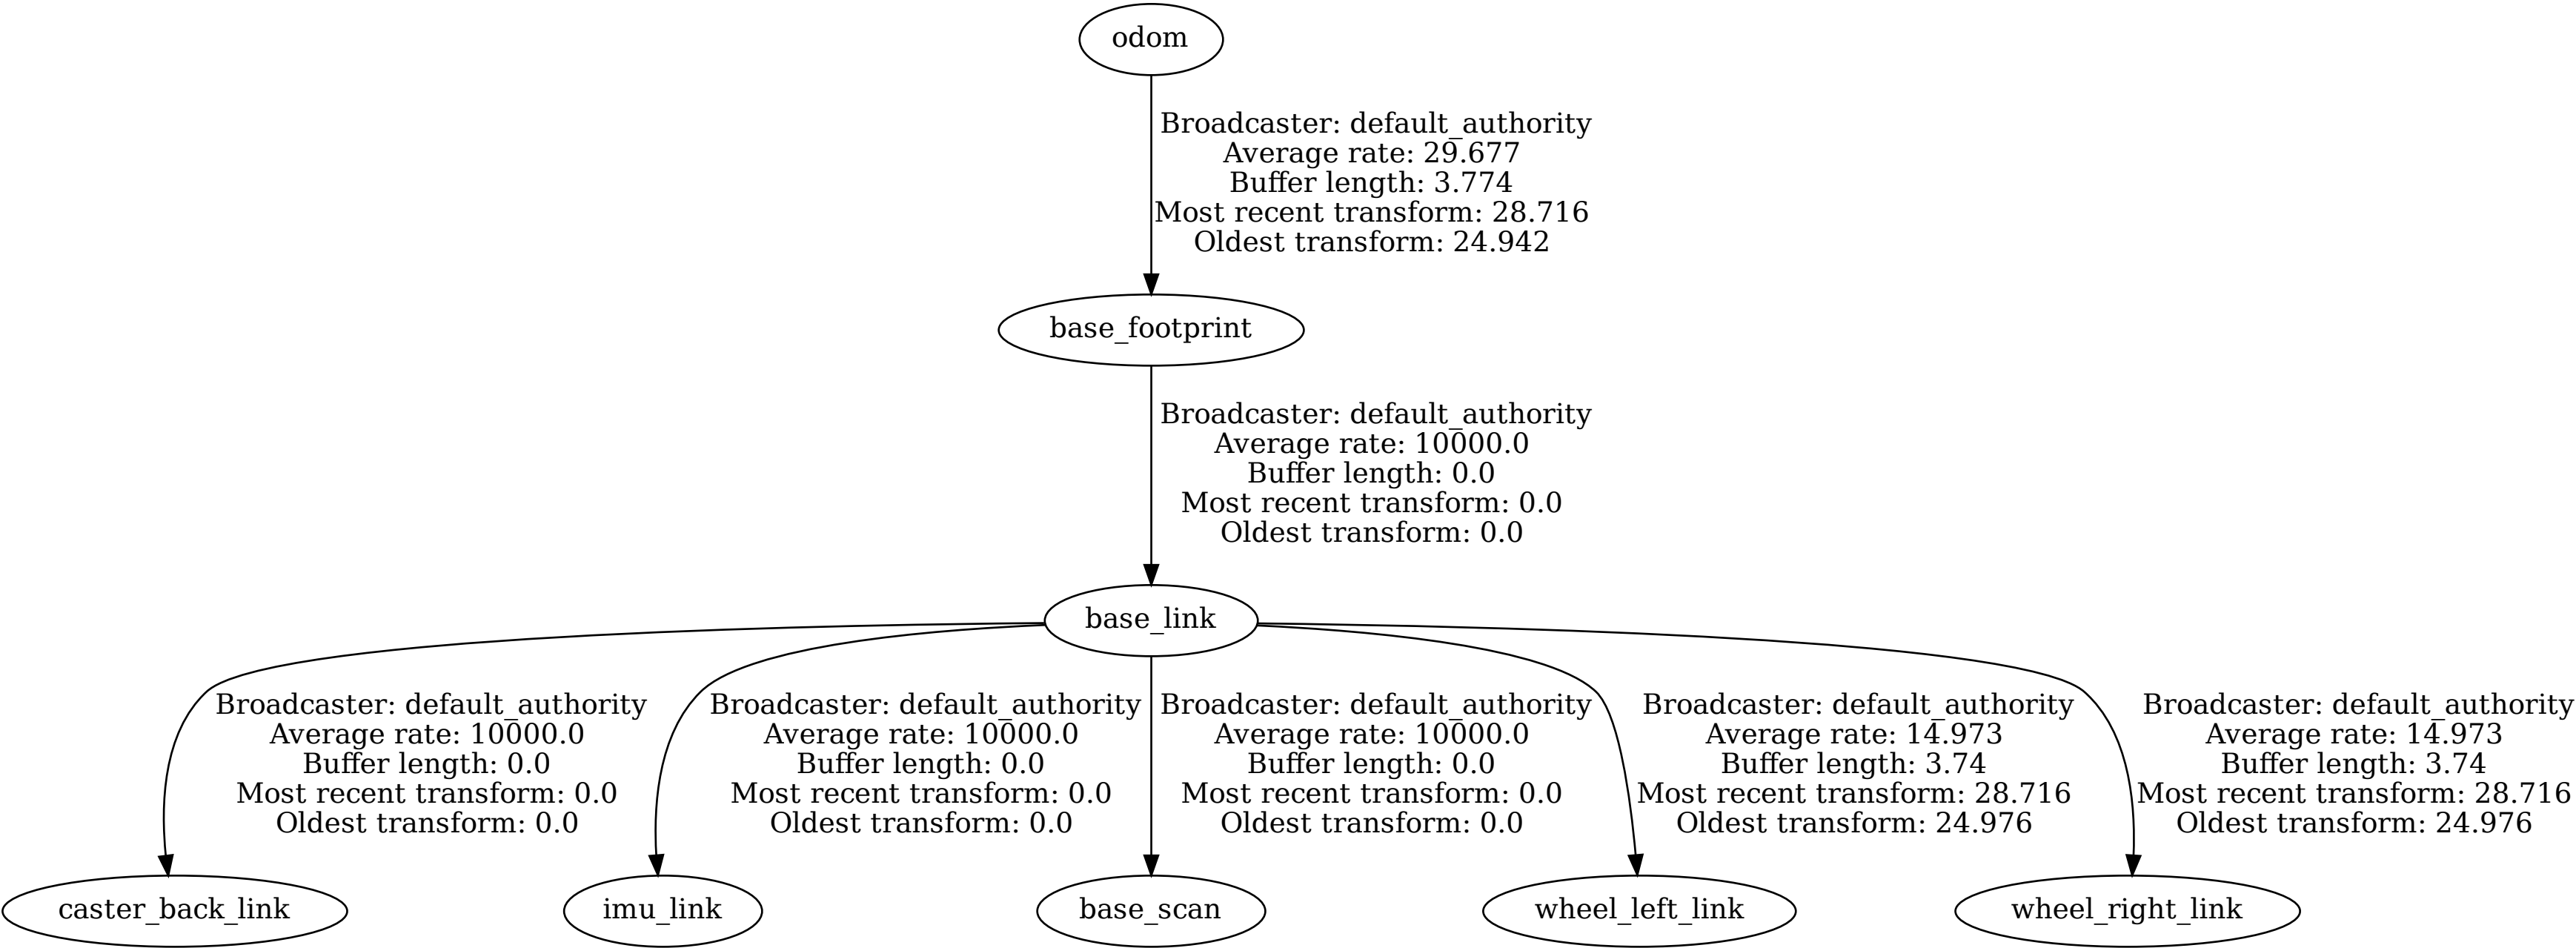 odom
Broadcaster: default_authority
Average rate: 29.677
Buffer length: 3.774
Most recent transform: 28.716
Oldest transform: 24.942
base_footprint
Broadcaster: default_authority
Average rate: 10000.0
Buffer length: 0.0
Most recent transform: 0.0
Oldest transform: 0.0
base_link
Broadcaster: default_authority
Average rate: 10000.0
Buffer length: 0.0
Most recent transform: 0.0
Oldest transform: 0.0
Broadcaster: default_authority
Average rate: 10000.0
Buffer length: 0.0
Most recent transform: 0.0
Oldest transform: 0.0
Broadcaster: default_authority
Average rate: 10000.0
Buffer length: 0.0
Most recent transform: 0.0
Oldest transform: 0.0
Broadcaster: default_authority
Average rate: 14.973
Buffer length: 3.74
Most recent transform: 28.716
Oldest transform: 24.976
Broadcaster: default_authority
Average rate: 14.973
Buffer length: 3.74
Most recent transform: 28.716
Oldest transform: 24.976
caster_back_link
imu_link
base_scan
wheel_left_link
wheel_right_link